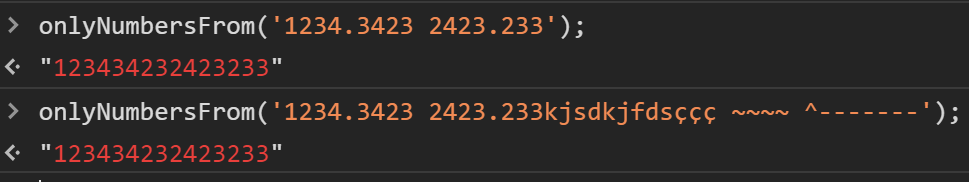 > onlyNumbersFrom('1234.3423 2423.233');
<· "123434232423233"
> onlyNumbersFrom('1234.3423 2423.233kjsdkjfdsççç ~~~~ ^-------');
<· "123434232423233"